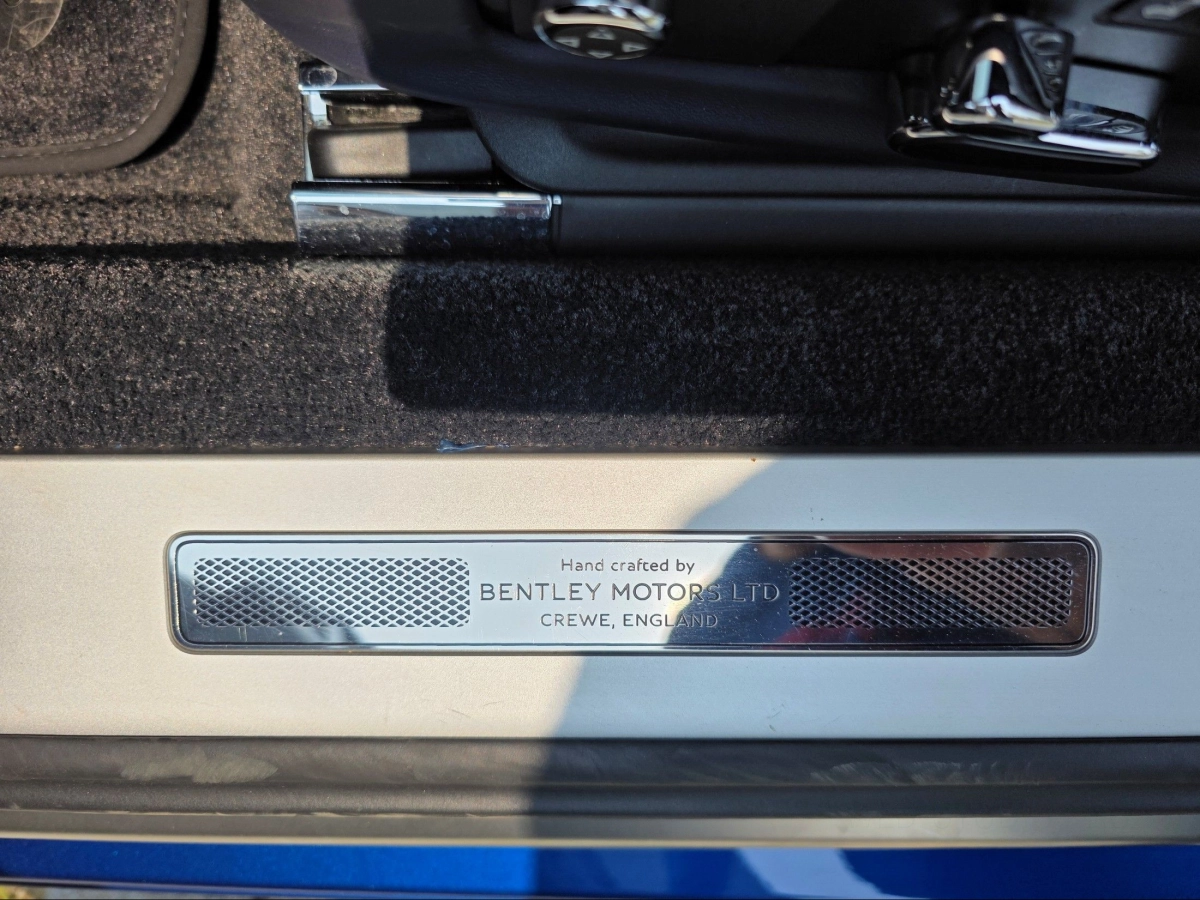 Hand crafted by
BENTLEY MOTORS LTD
CREWE, ENGLAND